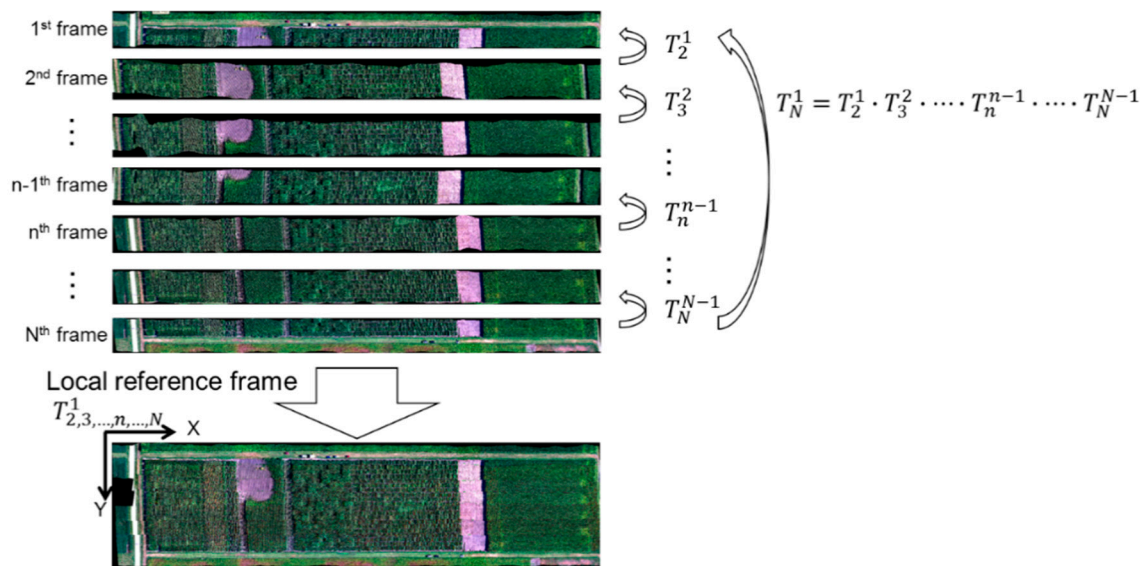 1st frame
T_2^1
2nd frame
T_3^2
T_N^1 = T_2^1 · T_3^2 · ⋯ · T_n^{n-1} · ⋯ · T_N^{N-1}
⋮
⋮
n-1th frame
T_n^{n-1}
nth frame
⋮
⋮
T_N^{N-1}
Nth frame
Local reference frame
T_{2,3,...,n,...,N}^1
X
Y